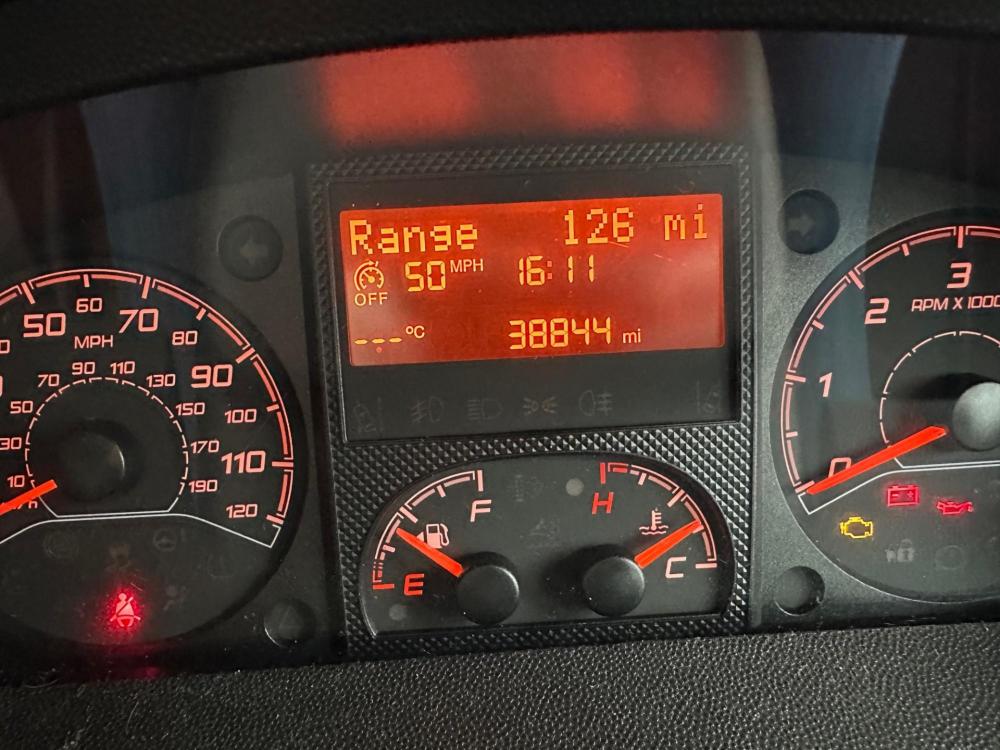 Range 126 mi
50 MPH 16:11
OFF
---°C 38844 mi
50 60 70 80 90 100 110 120
MPH
10 30 50 70 90 110 130 150 170 190
1 2 3
RPM X 1000
0
F
E
H
C